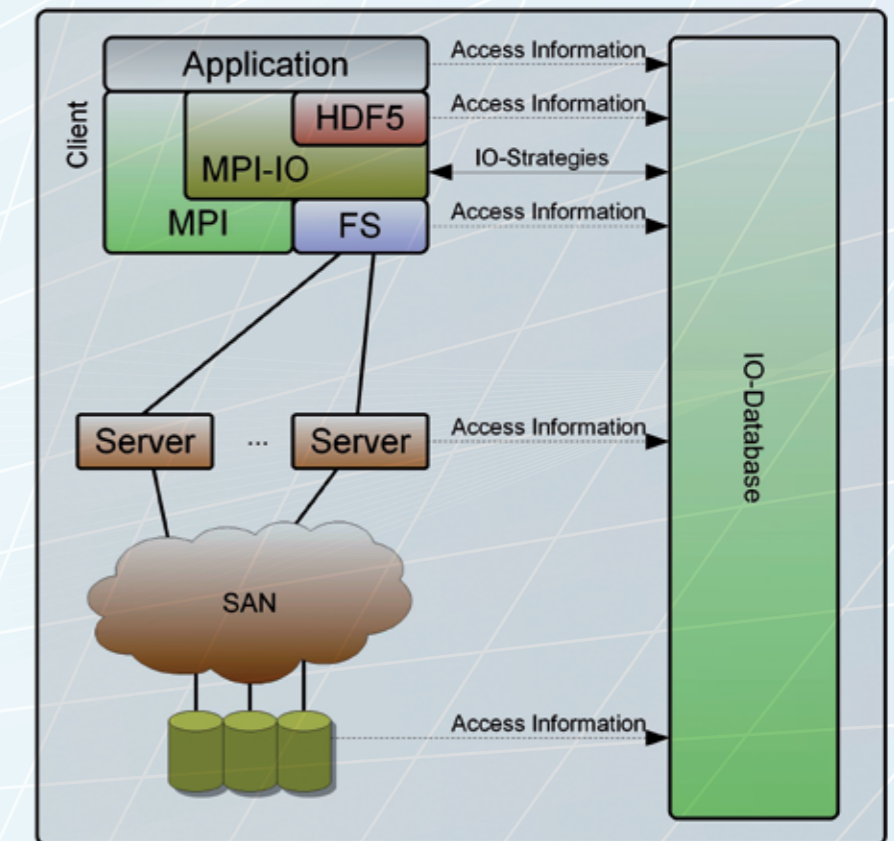 Application
Access Information
Client
HDF5
Access Information
MPI-IO
IO-Strategies
MPI
FS
Access Information
IO-Database
Server
...
Server
Access Information
SAN
Access Information